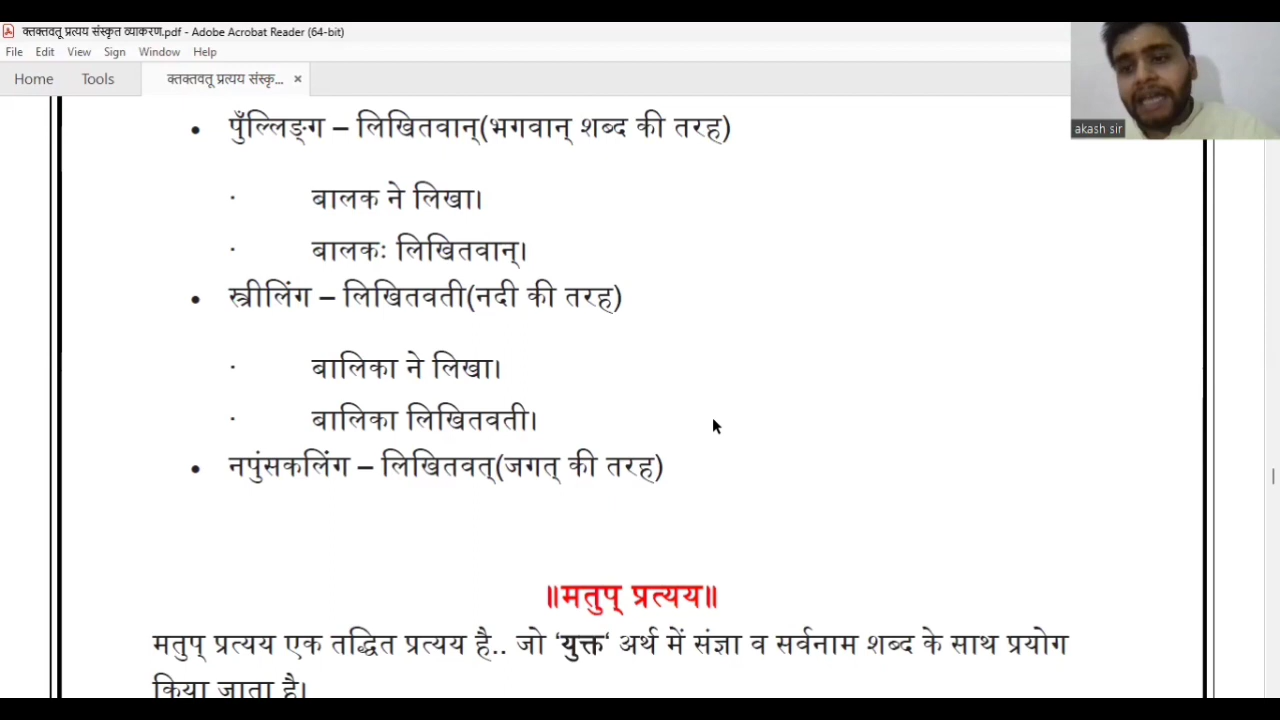 क्तक्तवतू प्रत्यय संस्कृत व्याकरण.pdf - Adobe Acrobat Reader (64-bit)
File Edit View Sign Window Help
Home Tools क्तक्तवतू प्रत्यय संस्कृ... ×
akash sir
• पुँल्लिङ्ग – लिखितवान्(भगवान् शब्द की तरह)
· बालक ने लिखा।
· बालकः लिखितवान्।
• स्त्रीलिंग – लिखितवती(नदी की तरह)
· बालिका ने लिखा।
· बालिका लिखितवती।
• नपुंसकलिंग – लिखितवत्(जगत् की तरह)
॥मतुप् प्रत्यय॥
मतुप् प्रत्यय एक तद्धित प्रत्यय है.. जो ‘युक्त‘ अर्थ में संज्ञा व सर्वनाम शब्द के साथ प्रयोग
किया जाता है।